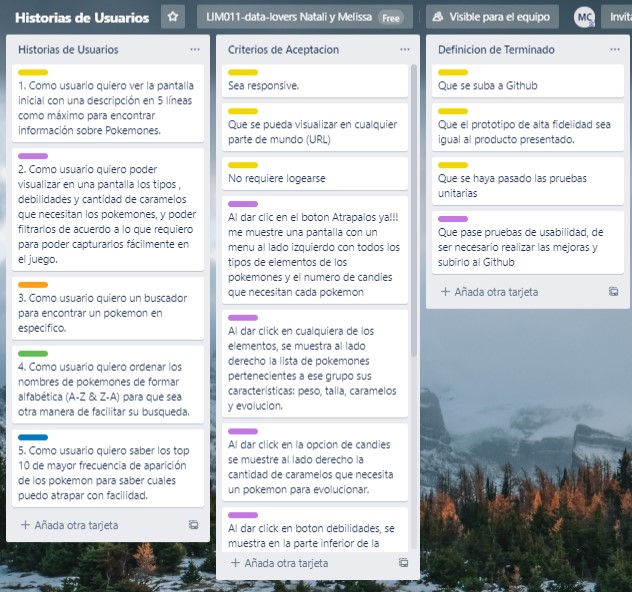 Historias de Usuarios
LIM011-data-lovers Natali y Melissa
Free
Visible para el equipo
MC
Invita
Historias de Usuarios
1. Como usuario quiero ver la pantalla
inicial con una descripción en 5 líneas
como máximo para encontrar
información sobre Pokemones.
2. Como usuario quiero poder
visualizar en una pantalla los tipos ,
debilidades y cantidad de caramelos
que necesitan los pokemones, y poder
fiitrarlos de acuerdo a lo que requiero
para poder capturarlos fácilmente en
el juego.
3. Como usuario quiero un buscador
para encontrar un pokemon en
especifico.
4. Como usuario quiero ordenar los
nombres de pokemones de formar
alfabética (A-Z & Z-A) para que sea
otra manera de facilitar su busqueda.
5. Como usuario quiero saber los top
10 de mayor frecuencia de aparición
de los pokemon para saber cuales
puedo atrapar con facilidad.
+ Añada otra tarjeta
Criterios de Aceptacion
Sea responsive.
Que se pueda visualizar en cualquier
parte de mundo (URL)
No requiere logearse
Al dar clic en el boton Atrapalos ya!!!
me muestre una pantalla con un
menu al lado izquierdo con todos los
tipos de elementos de los
pokemones y el numero de candies
que necesitan cada pokemon
Al dar click en cualquiera de los
elementos, se muestra al lado
derecho la lista de pokemones
pertenecientes a ese grupo sus
caracteristicas: peso, talla, caramelos
y evolucion.
Al dar click en la opcion de candies
se muestre al lado derecho la
cantidad de caramelos que necesita
un pokemon para evolucionar.
Al dar click en boton debilidades, se
muestra en la parte inferior de la
+ Añada otra tarjeta
Definicion de Terminado
Que se suba a Github
Que el prototipo de alta fidelidad sea
igual al producto presentado.
Que se haya pasado las pruebas
unitarias
Que pase pruebas de usabilidad, de
ser necesario realizar las mejoras y
subirlo al Github
+ Añada otra tarjeta